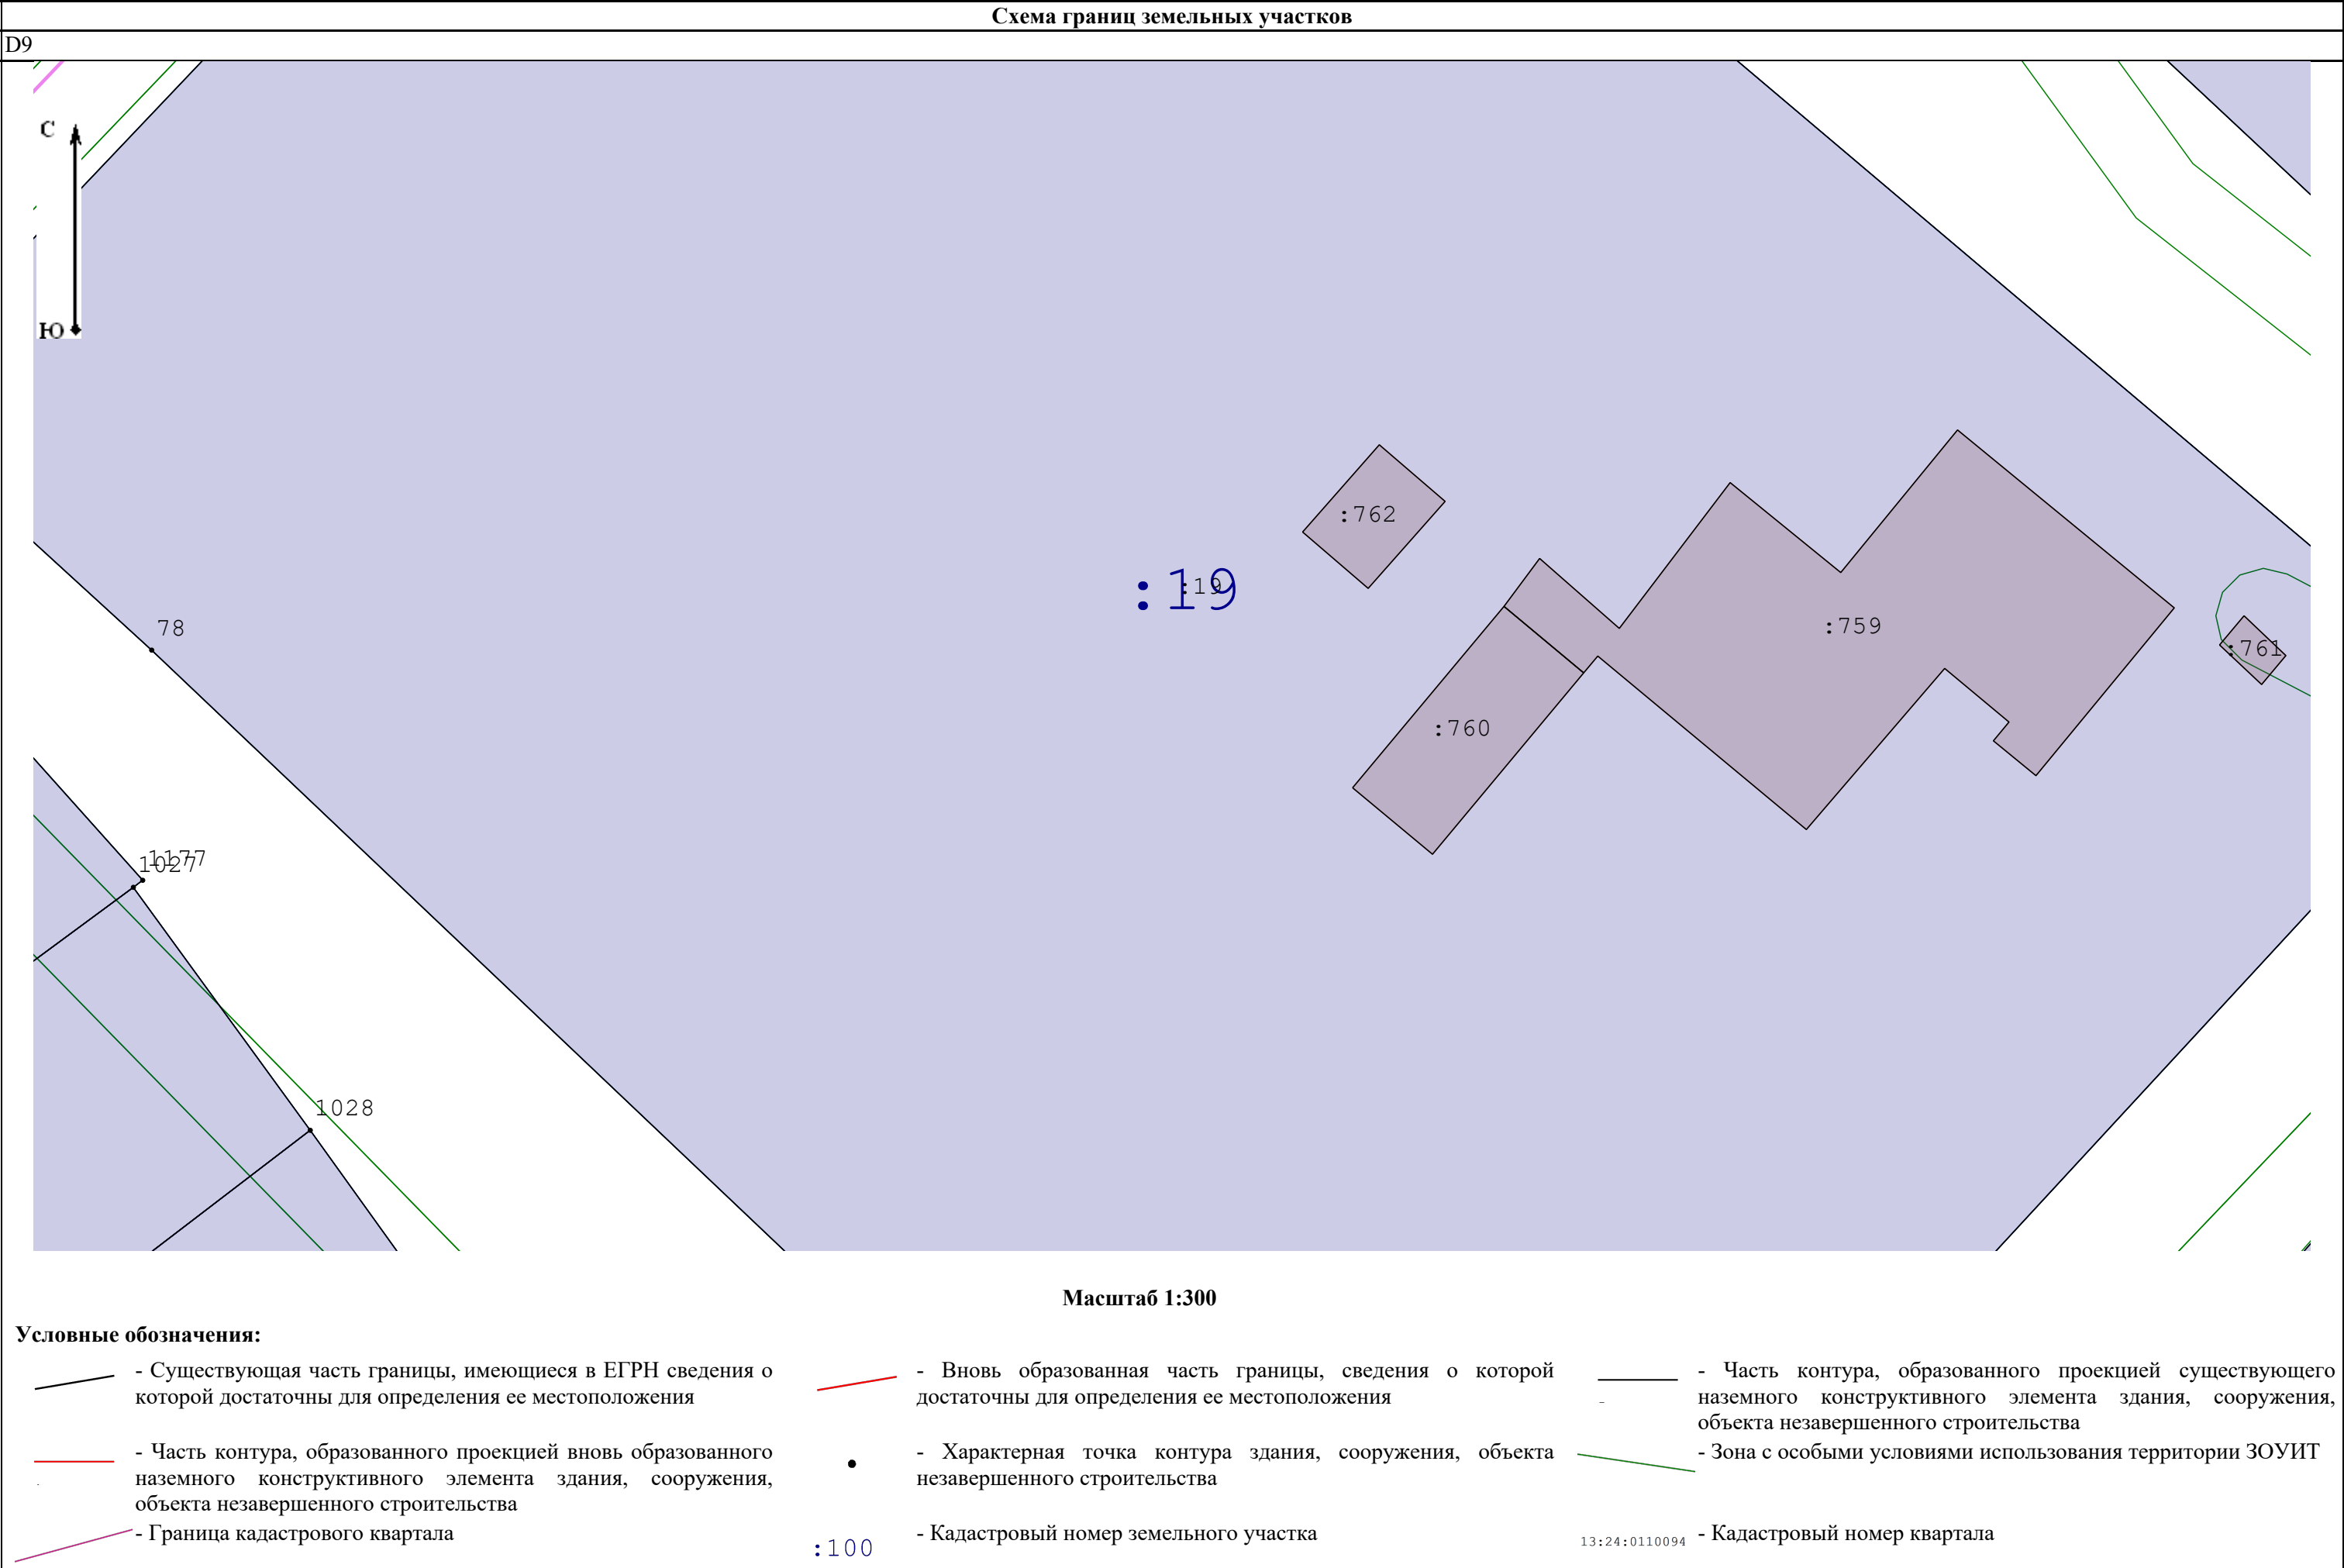 Схема границ земельных участков
D9
С
Ю
:762
:19
:19
:759
:761
78
:760
1177
1027
1028
Масштаб 1:300
Условные обозначения:
- Существующая часть границы, имеющиеся в ЕГРН сведения о
которой достаточны для определения ее местоположения
- Вновь образованная часть границы, сведения о которой
достаточны для определения ее местоположения
- Часть контура, образованного проекцией существующего
наземного конструктивного элемента здания, сооружения,
объекта незавершенного строительства
- Часть контура, образованного проекцией вновь образованного
наземного конструктивного элемента здания, сооружения,
объекта незавершенного строительства
- Характерная точка контура здания, сооружения, объекта
незавершенного строительства
- Зона с особыми условиями использования территории ЗОУИТ
- Граница кадастрового квартала
:100
- Кадастровый номер земельного участка
13:24:0110094
- Кадастровый номер квартала